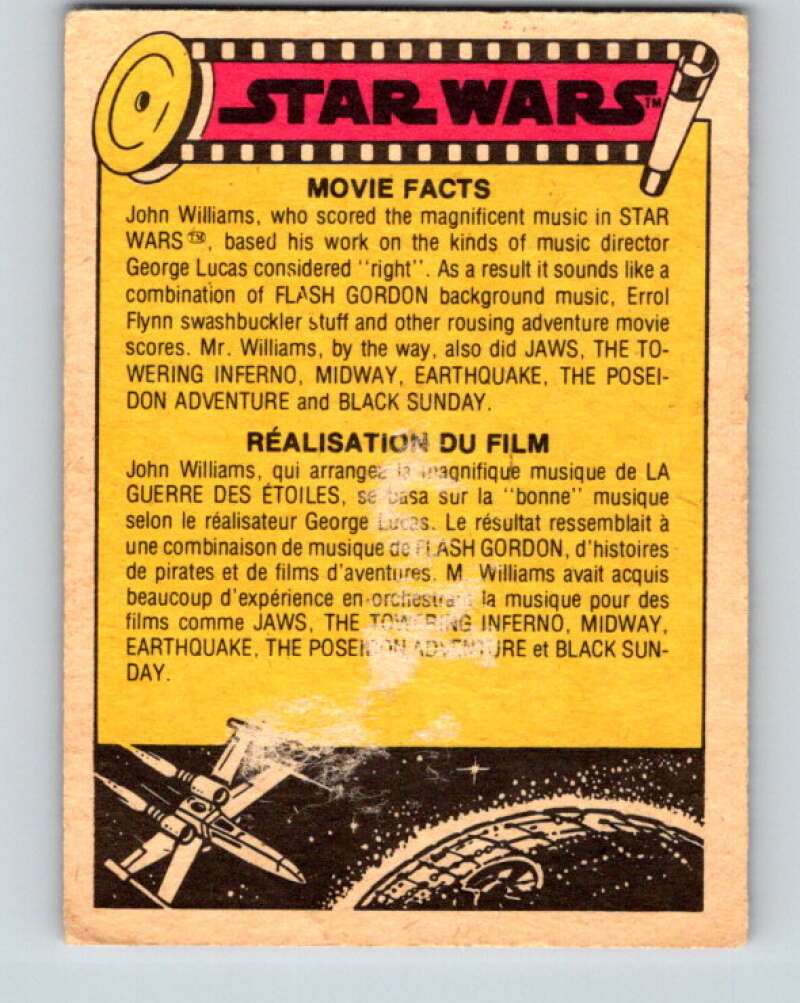 STAR WARS™
MOVIE FACTS
John Williams, who scored the magnificent music in STAR
WARS™, based his work on the kinds of music director
George Lucas considered "right". As a result it sounds like a
combination of FLASH GORDON background music, Errol
Flynn swashbuckler stuff and other rousing adventure movie
scores. Mr. Williams, by the way, also did JAWS, THE TO-
WERING INFERNO, MIDWAY, EARTHQUAKE, THE POSEI-
DON ADVENTURE and BLACK SUNDAY.
RÉALISATION DU FILM
John Williams, qui arrangea la magnifique musique de LA
GUERRE DES ÉTOILES, se basa sur la "bonne" musique
selon le réalisateur George Lucas. Le résultat ressemblait à
une combinaison de musique de FLASH GORDON, d'histoires
de pirates et de films d'aventures. M. Williams avait acquis
beaucoup d'expérience en orchestrant la musique pour des
films comme JAWS, THE TOWERING INFERNO, MIDWAY,
EARTHQUAKE, THE POSEIDON ADVENTURE et BLACK SUN-
DAY.